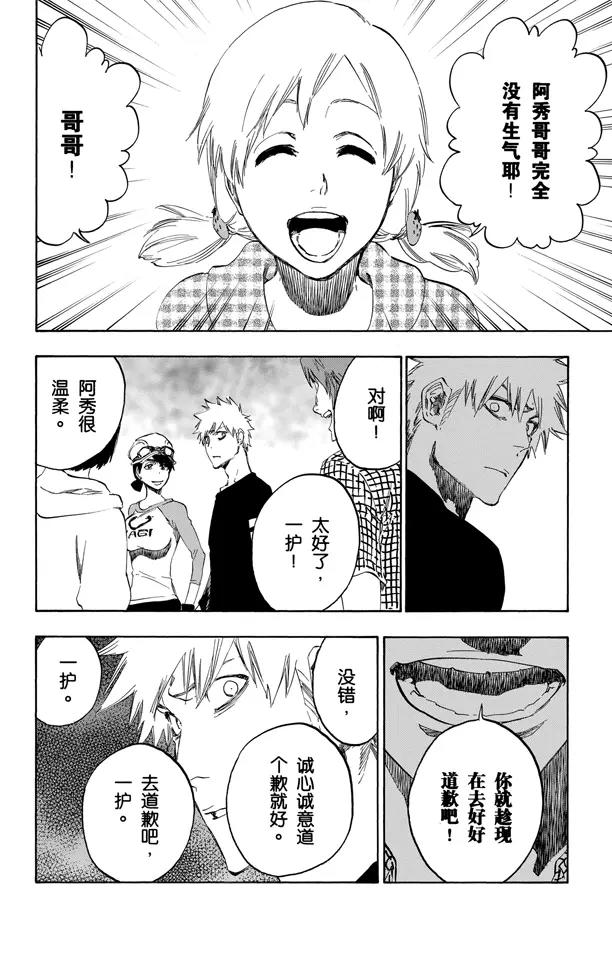 阿秀哥哥完全
没有生气耶！
哥哥！
对啊！
太好了，
一护！
阿秀很
温柔。
AGI
你就趁现
在去好好
道歉吧！
没错，
诚心诚意道
个歉就好。
一护。
去道歉吧，
一护。